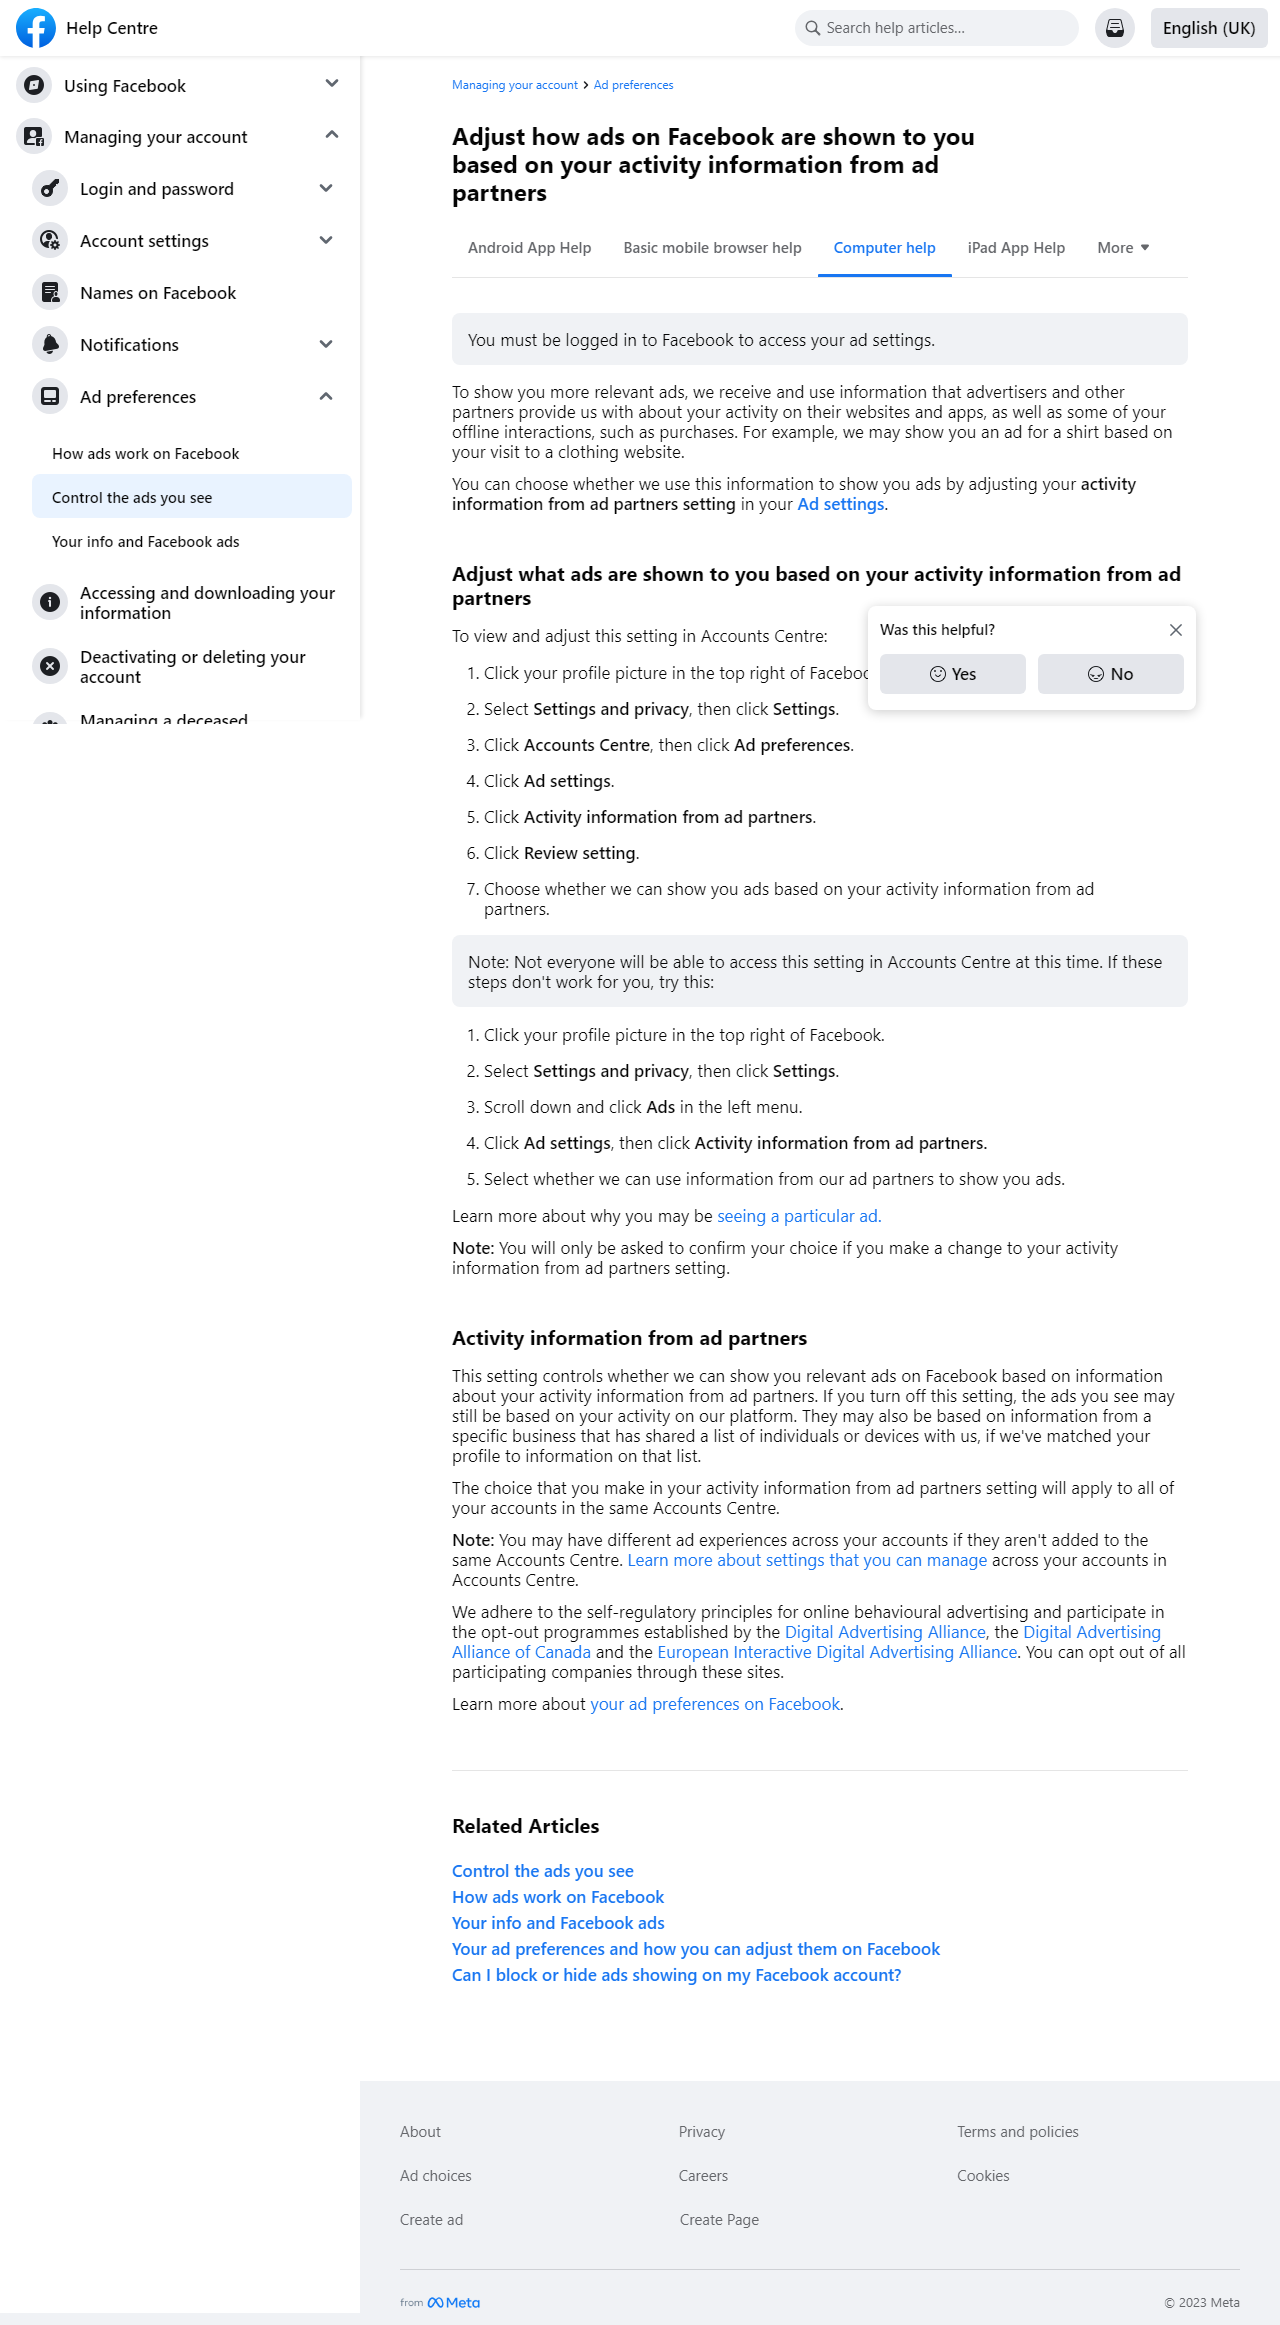 Help Centre
Search help articles...
English (UK)
Using Facebook
Managing your account
Login and password
Account settings
Names on Facebook
Notifications
Ad preferences
How ads work on Facebook
Control the ads you see
Your info and Facebook ads
Accessing and downloading your
information
Deactivating or deleting your
account
Managing a deceased
Managing your account
Ad preferences
Adjust how ads on Facebook are shown to you
based on your activity information from ad
partners
Android App Help
Basic mobile browser help
Computer help
iPad App Help
More
You must be logged in to Facebook to access your ad settings.
To show you more relevant ads, we receive and use information that advertisers and other
partners provide us with about your activity on their websites and apps, as well as some of your
offline interactions, such as purchases. For example, we may show you an ad for a shirt based on
your visit to a clothing website.
You can choose whether we use this information to show you ads by adjusting your activity
information from ad partners setting in your Ad settings.
Adjust what ads are shown to you based on your activity information from ad
partners
To view and adjust this setting in Accounts Centre:
1. Click your profile picture in the top right of Facebook
2. Select Settings and privacy, then click Settings.
3. Click Accounts Centre, then click Ad preferences.
4. Click Ad settings.
5. Click Activity information from ad partners.
6. Click Review setting.
7. Choose whether we can show you ads based on your activity information from ad
partners.
Was this helpful?
Yes
No
Note: Not everyone will be able to access this setting in Accounts Centre at this time. If these
steps don't work for you, try this:
1. Click your profile picture in the top right of Facebook.
2. Select Settings and privacy, then click Settings.
3. Scroll down and click Ads in the left menu.
4. Click Ad settings, then click Activity information from ad partners.
5. Select whether we can use information from our ad partners to show you ads.
Learn more about why you may be seeing a particular ad.
Note: You will only be asked to confirm your choice if you make a change to your activity
information from ad partners setting.
Activity information from ad partners
This setting controls whether we can show you relevant ads on Facebook based on information
about your activity information from ad partners. If you turn off this setting, the ads you see may
still be based on your activity on our platform. They may also be based on information from a
specific business that has shared a list of individuals or devices with us, if we've matched your
profile to information on that list.
The choice that you make in your activity information from ad partners setting will apply to all of
your accounts in the same Accounts Centre.
Note: You may have different ad experiences across your accounts if they aren't added to the
same Accounts Centre. Learn more about settings that you can manage across your accounts in
Accounts Centre.
We adhere to the self-regulatory principles for online behavioural advertising and participate in
the opt-out programmes established by the Digital Advertising Alliance, the Digital Advertising
Alliance of Canada and the European Interactive Digital Advertising Alliance. You can opt out of all
participating companies through these sites.
Learn more about your ad preferences on Facebook.
Related Articles
Control the ads you see
How ads work on Facebook
Your info and Facebook ads
Your ad preferences and how you can adjust them on Facebook
Can I block or hide ads showing on my Facebook account?
About
Privacy
Terms and policies
Ad choices
Careers
Cookies
Create ad
Create Page
from Meta
© 2023 Meta